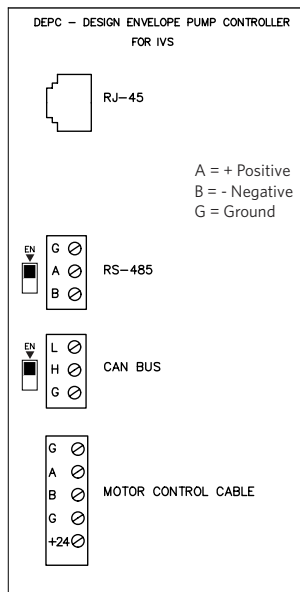 DEPC – DESIGN ENVELOPE PUMP CONTROLLER
FOR IVS
RJ–45
A = + Positive
B = - Negative
G = Ground
EN
G
A
B
RS–485
EN
L
H
G
CAN BUS
G
A
B
G
+24
MOTOR CONTROL CABLE